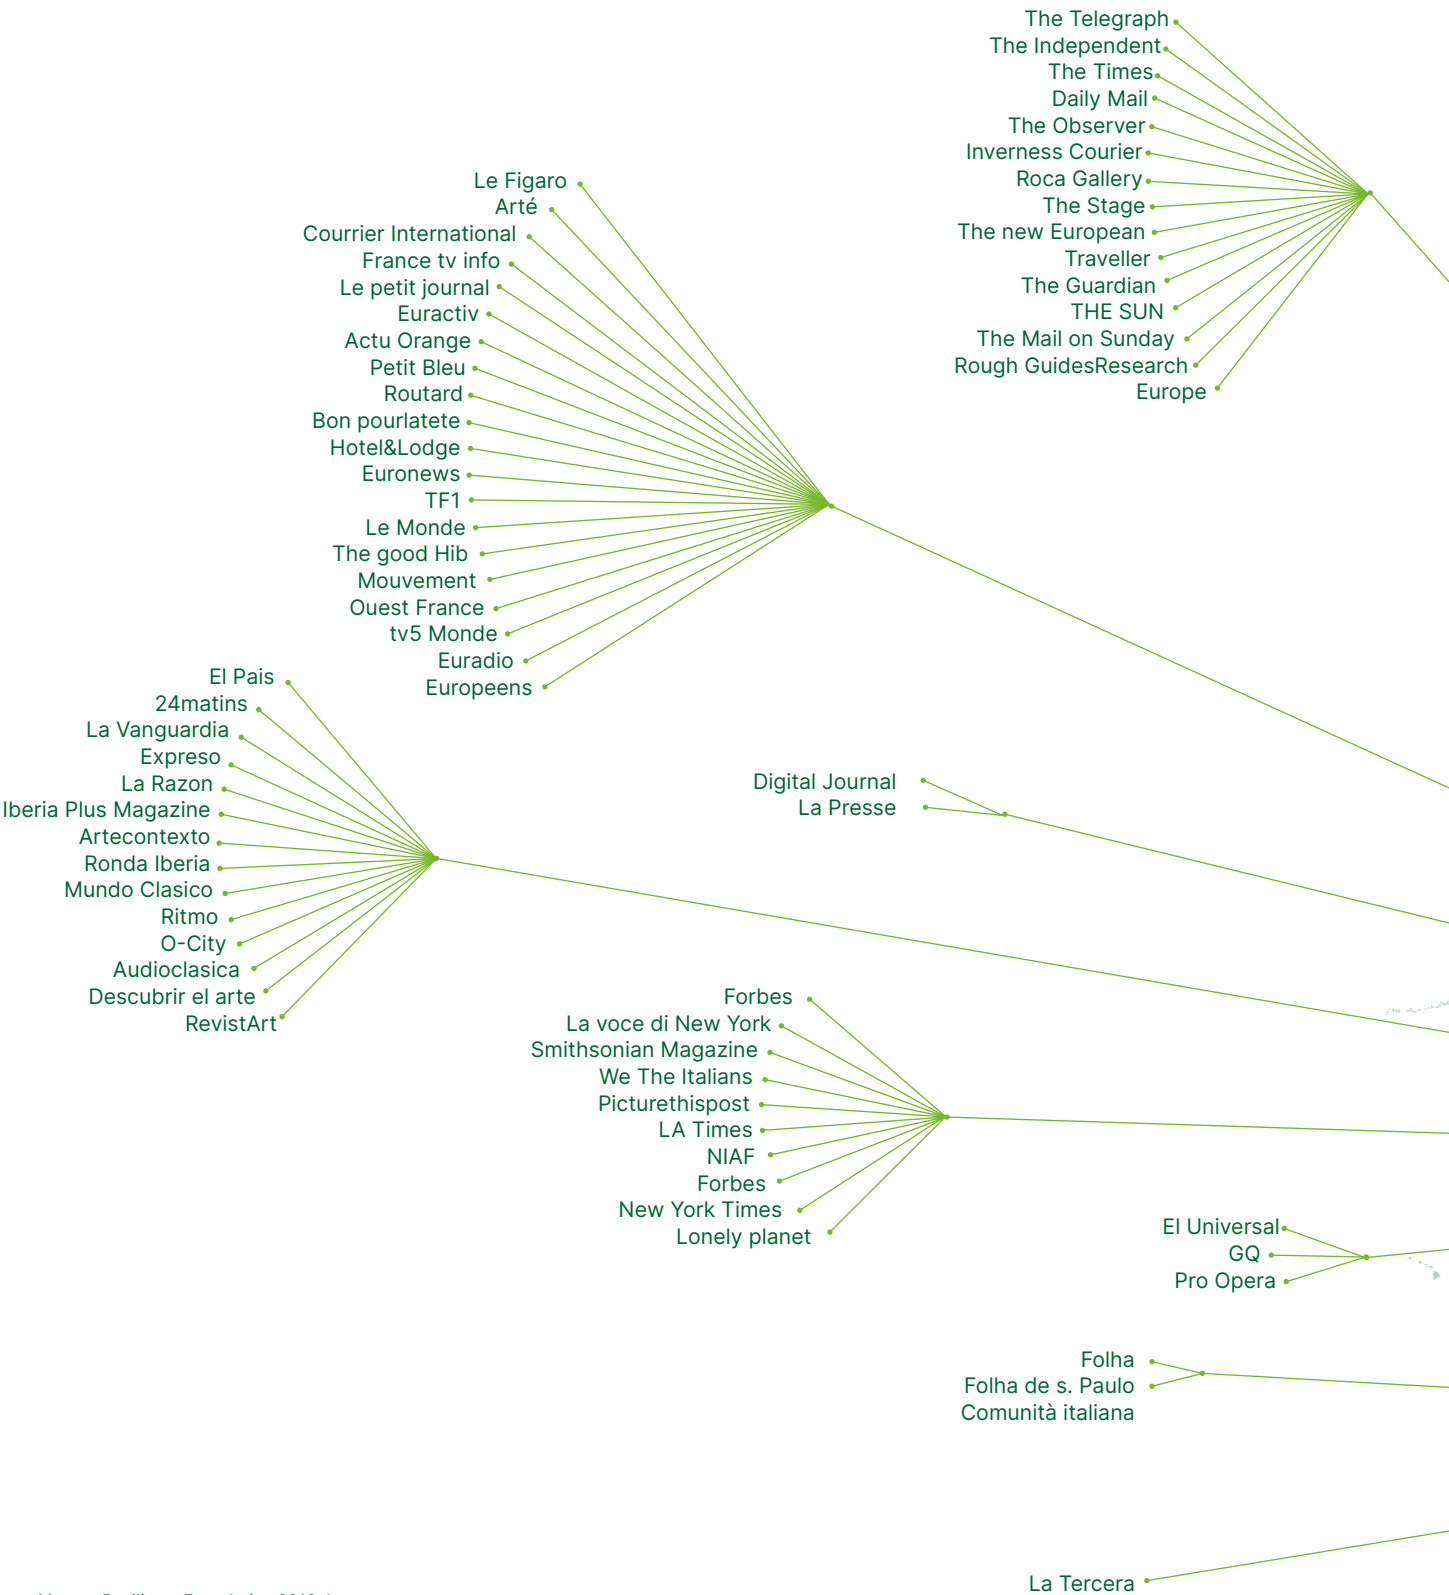 The Telegraph
The Independent
The Times
Daily Mail
The Observer
Inverness Courier
Roca Gallery
The Stage
The new European
Traveller
The Guardian
THE SUN
The Mail on Sunday
Rough GuidesResearch
Europe
Le Figaro
Arté
Courrier International
France tv info
Le petit journal
Euractiv
Actu Orange
Petit Bleu
Routard
Bon pourlatete
Hotel&Lodge
Euronews
TF1
Le Monde
The good Hib
Mouvement
Ouest France
tv5 Monde
Euradio
Europeens
El Pais
24matins
La Vanguardia
Expreso
La Razon
Iberia Plus Magazine
Artecontexto
Ronda Iberia
Mundo Clasico
Ritmo
O-City
Audioclasica
Descubrir el arte
RevistArt
Digital Journal
La Presse
Forbes
La voce di New York
Smithsonian Magazine
We The Italians
Picturethispost
LA Times
NIAF
Forbes
New York Times
Lonely planet
El Universal
GQ
Pro Opera
Folha
Folha de s. Paulo
Comunità italiana
La Tercera